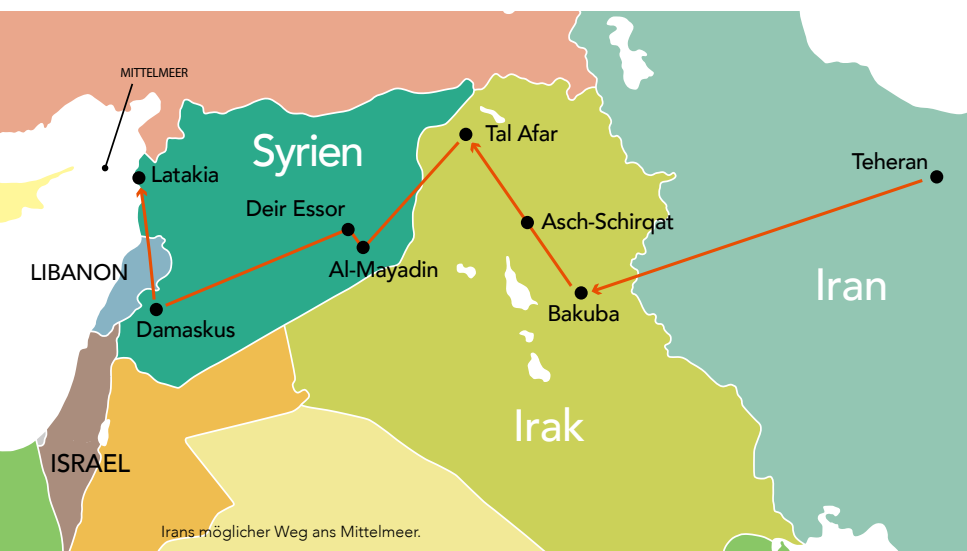 MITTELMEER
Syrien
Tal Afar
Teheran
Latakia
Deir Essor
Asch-Schirqat
LIBANON
Al-Mayadin
Iran
Bakuba
Damaskus
Irak
ISRAEL
Irans möglicher Weg ans Mittelmeer.